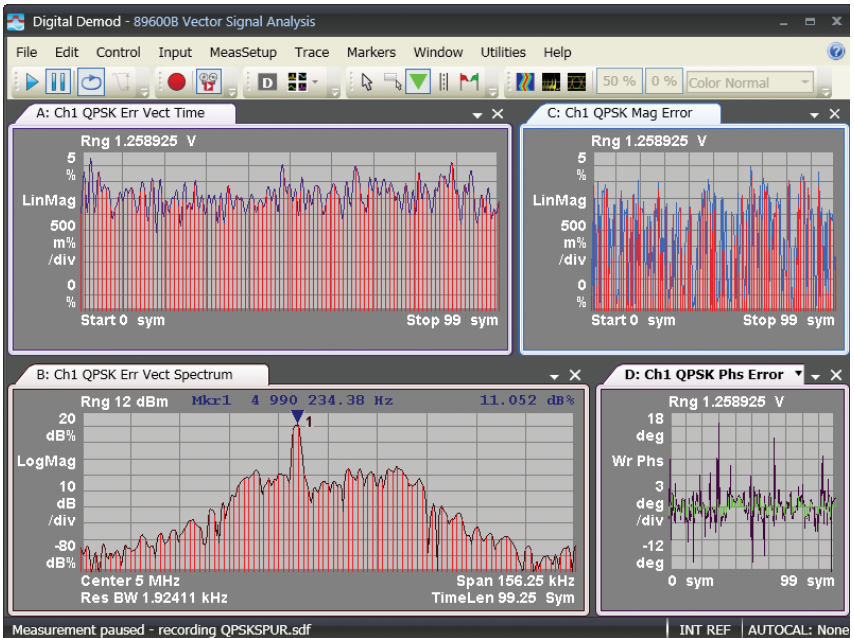 Digital Demod - 89600B Vector Signal Analysis
File Edit Control Input MeasSetup Trace Markers Window Utilities Help
D 50 % 0 % Color Normal
A: Ch1 QPSK Err Vect Time
Rng 1.258925 V
5
%
LinMag
500
m%
/div
0
%
Start 0 sym Stop 99 sym
C: Ch1 QPSK Mag Error
Rng 1.258925 V
5
%
LinMag
500
m%
/div
0
%
Start 0 sym Stop 99 sym
B: Ch1 QPSK Err Vect Spectrum
Rng 12 dBm Mkr1 4 990 234.38 Hz 11.052 dB%
20
dB%
1
LogMag
10
dB
/div
-80
dB%
Center 5 MHz Span 156.25 kHz
Res BW 1.92411 kHz TimeLen 99.25 Sym
D: Ch1 QPSK Phs Error
Rng 1.258925 V
18
deg
Wr Phs
3
deg
/div
-12
deg
0 sym 99 sym
Measurement paused - recording QPSKSPUR.sdf INT REF AUTOCAL: None